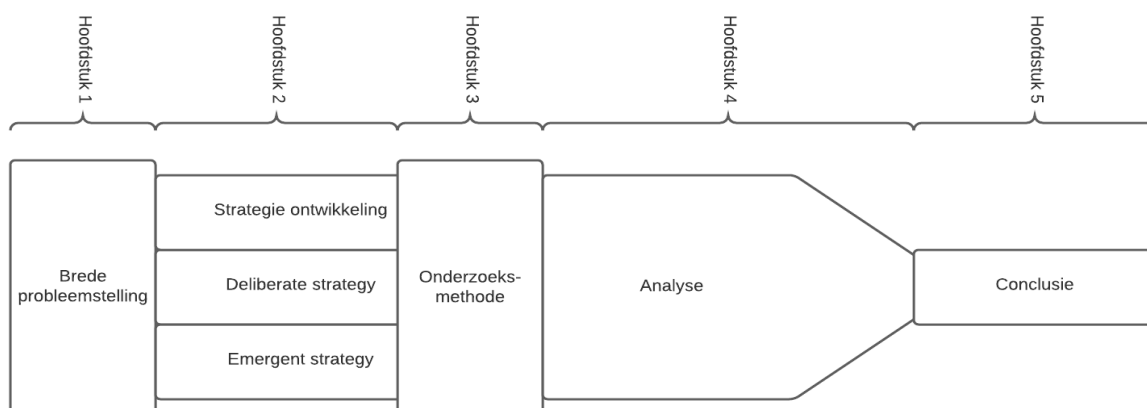 Hoofdstuk 1
Hoofdstuk 2
Hoofdstuk 3
Hoofdstuk 4
Hoofdstuk 5
Brede
probleemstelling
Strategie ontwikkeling
Deliberate strategy
Emergent strategy
Onderzoeks-
methode
Analyse
Conclusie